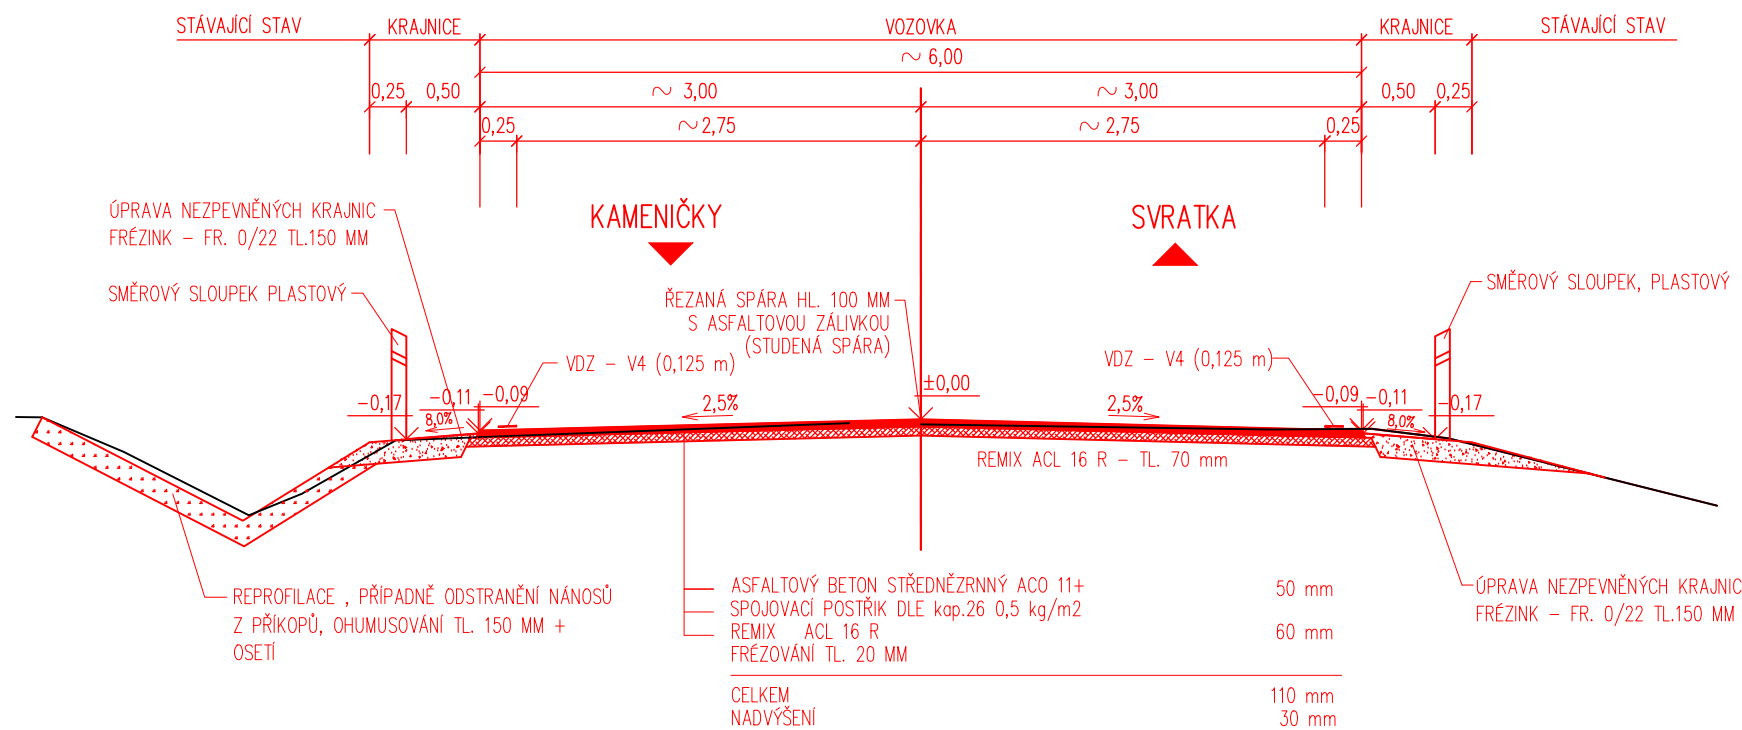 STÁVAJÍCÍ STAV KRAJNICE VOZOVKA KRAJNICE STÁVAJÍCÍ STAV
~ 6,00
0,25 0,50 ~ 3,00 ~ 3,00 0,50 0,25
0,25 ~2,75 ~ 2,75 0,25
ÚPRAVA NEZPEVNĚNÝCH KRAJNIC
FRÉZINK – FR. 0/22 TL.150 MM
KAMENIČKY
SVRATKA
SMĚROVÝ SLOUPEK PLASTOVÝ
SMĚROVÝ SLOUPEK, PLASTOVÝ
ŘEZANÁ SPÁRA HL. 100 MM
S ASFALTOVOU ZÁLIVKOU
(STUDENÁ SPÁRA)
VDZ – V4 (0,125 m)
VDZ – V4 (0,125 m)
–0,17 –0,11 –0,09 ±0,00 –0,09 –0,11 –0,17
8,0% 2,5% 2,5% 8,0%
REMIX ACL 16 R – TL. 70 mm
REPROFILACE , PŘÍPADNĚ ODSTRANĚNÍ NÁNOSŮ
Z PŘÍKOPŮ, OHUMUSOVÁNÍ TL. 150 MM +
OSETÍ
ASFALTOVÝ BETON STŘEDNĚZRNNÝ ACO 11+ 50 mm
SPOJOVACÍ POSTŘIK DLE kap.26 0,5 kg/m2
REMIX ACL 16 R 60 mm
FRÉZOVÁNÍ TL. 20 MM
CELKEM 110 mm
NADVÝŠENÍ 30 mm
ÚPRAVA NEZPEVNĚNÝCH KRAJNIC
FRÉZINK – FR. 0/22 TL.150 MM